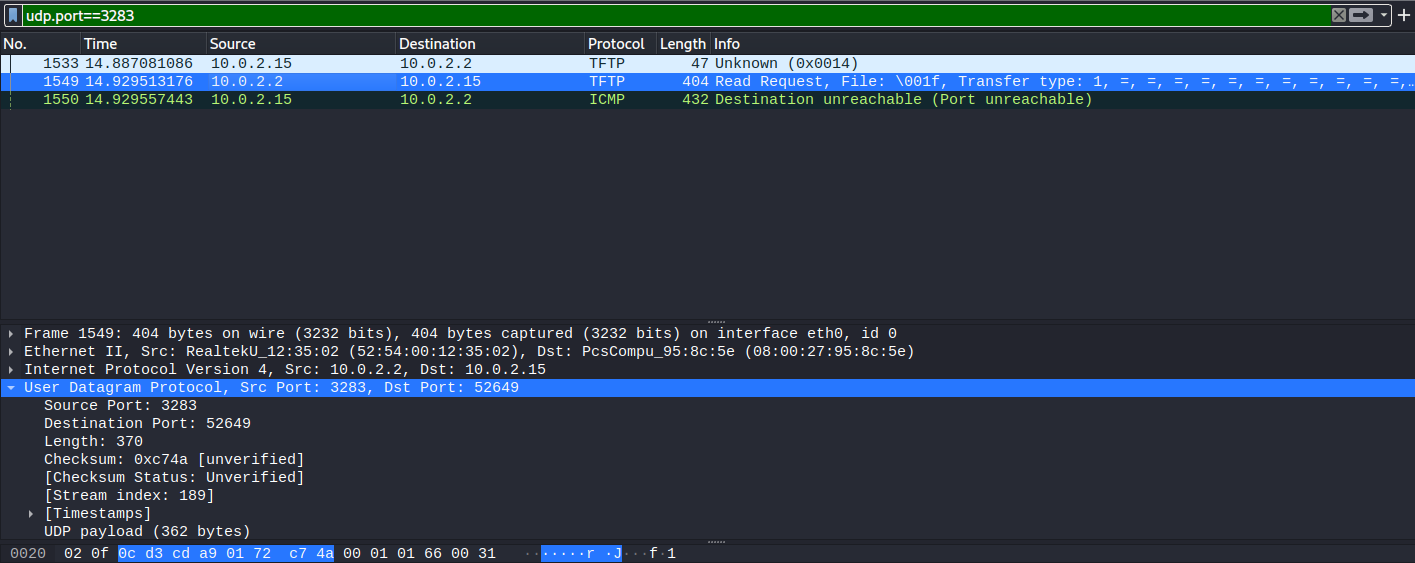 udp.port==3283
No. Time Source Destination Protocol Length Info
1533 14.887081086 10.0.2.15 10.0.2.2 TFTP 47 Unknown (0x0014)
1549 14.929513176 10.0.2.2 10.0.2.15 TFTP 404 Read Request, File: \001f, Transfer type: 1, =, =, =, =, =, =, =, =, =, =, =,…
1550 14.929557443 10.0.2.15 10.0.2.2 ICMP 432 Destination unreachable (Port unreachable)
Frame 1549: 404 bytes on wire (3232 bits), 404 bytes captured (3232 bits) on interface eth0, id 0
Ethernet II, Src: RealtekU_12:35:02 (52:54:00:12:35:02), Dst: PcsCompu_95:8c:5e (08:00:27:95:8c:5e)
Internet Protocol Version 4, Src: 10.0.2.2, Dst: 10.0.2.15
User Datagram Protocol, Src Port: 3283, Dst Port: 52649
Source Port: 3283
Destination Port: 52649
Length: 370
Checksum: 0xc74a [unverified]
[Checksum Status: Unverified]
[Stream index: 189]
[Timestamps]
UDP payload (362 bytes)
0020 02 0f 0c d3 cd a9 01 72 c7 4a 00 01 01 66 00 31 ·······r ·J···f·1